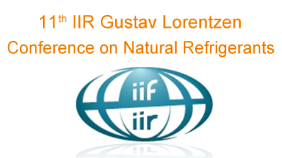 11th IIR Gustav Lorentzen
Conference on Natural Refrigerants
iif
iir